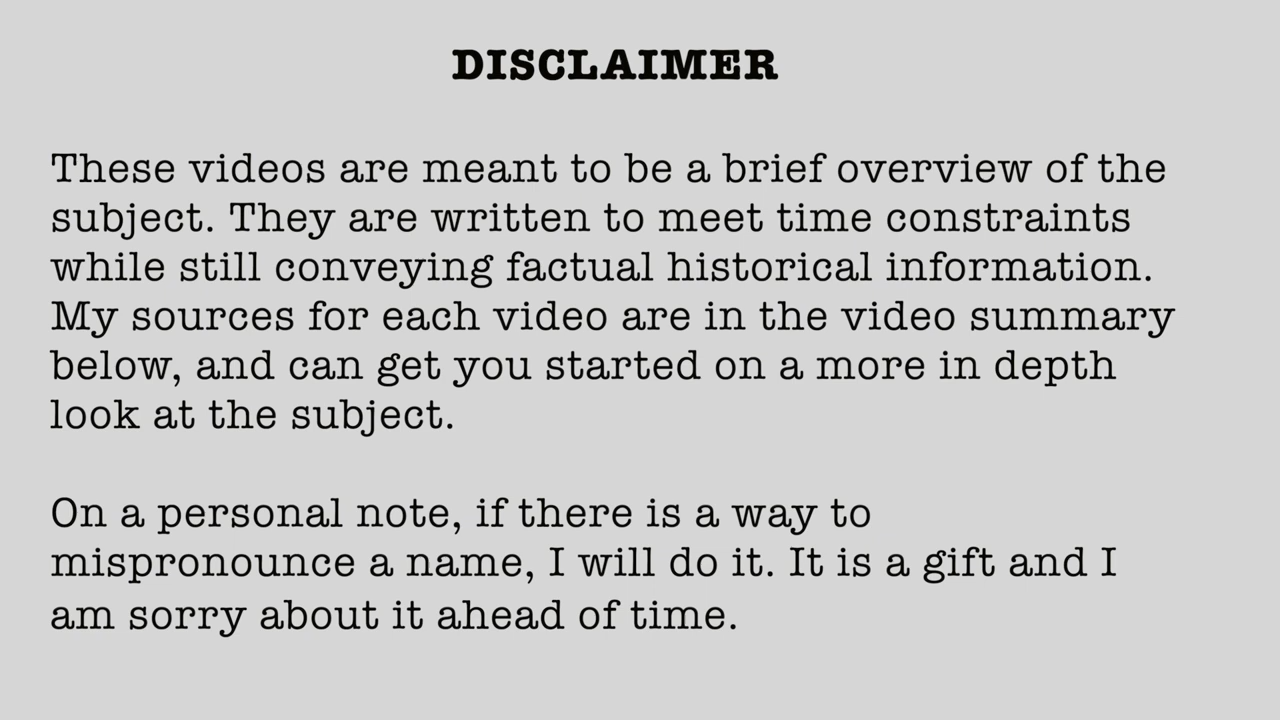 DISCLAIMER
These videos are meant to be a brief overview of the
subject. They are written to meet time constraints
while still conveying factual historical information.
My sources for each video are in the video summary
below, and can get you started on a more in depth
look at the subject.
On a personal note, if there is a way to
mispronounce a name, I will do it. It is a gift and I
am sorry about it ahead of time.